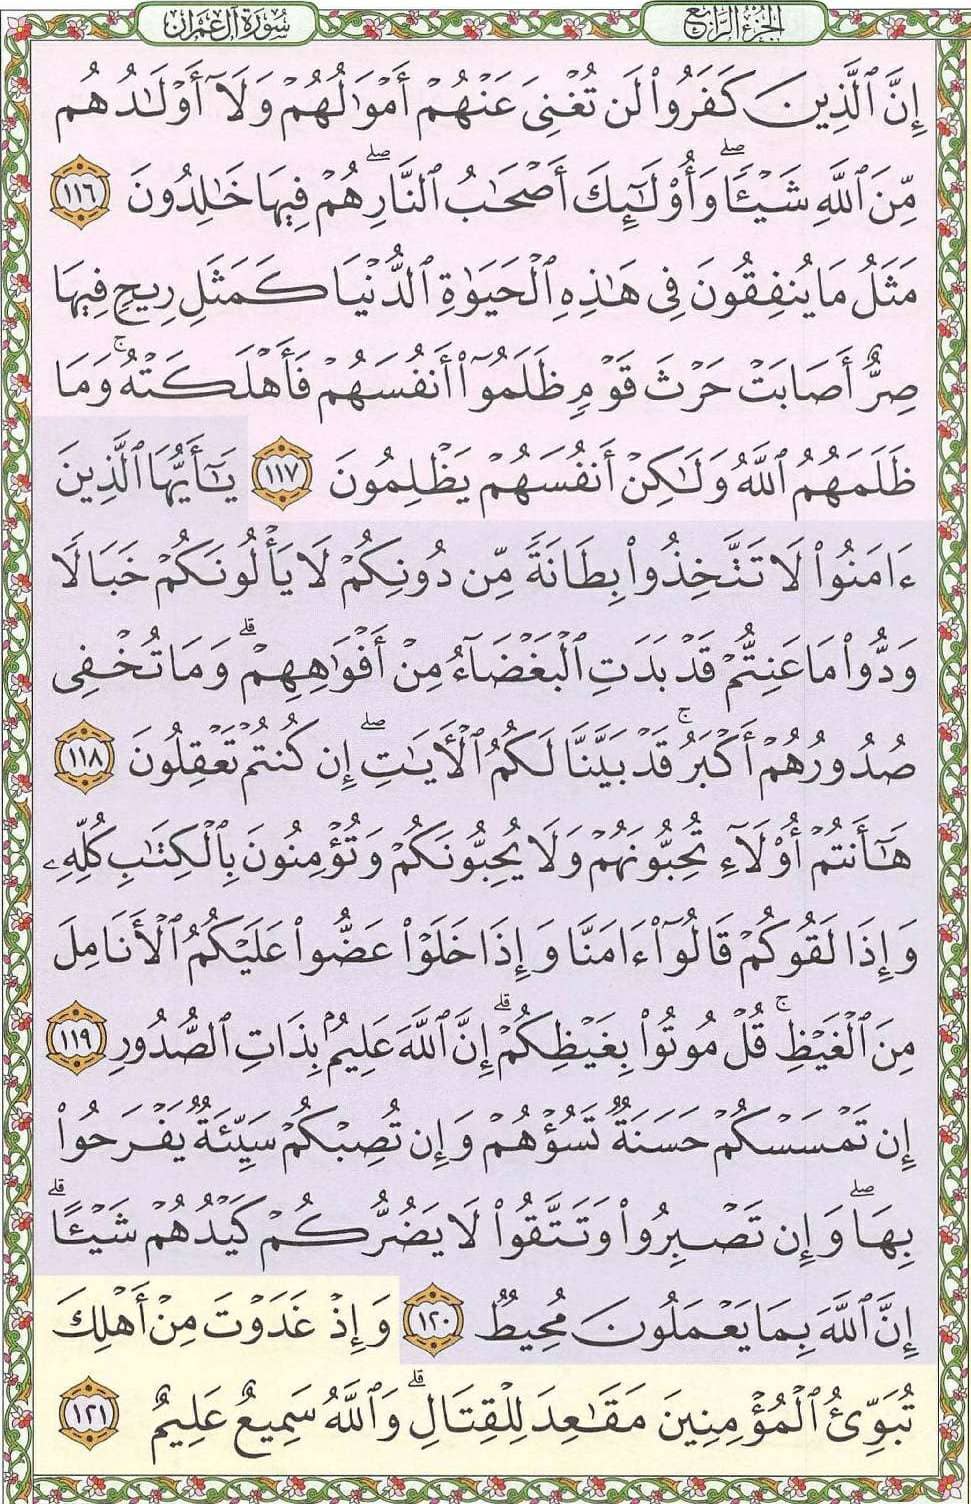 الجزء الرابع
سورة آل عمران
إِنَّ ٱلَّذِينَ كَفَرُوا۟ لَن تُغْنِىَ عَنْهُمْ أَمْوَٰلُهُمْ وَلَآ أَوْلَـٰدُهُم
مِّنَ ٱللَّهِ شَيْـًٔا ۖ وَأُو۟لَـٰٓئِكَ أَصْحَـٰبُ ٱلنَّارِ ۖ هُمْ فِيهَا خَـٰلِدُونَ ١١٦
مَثَلُ مَا يُنفِقُونَ فِى هَـٰذِهِ ٱلْحَيَوٰةِ ٱلدُّنْيَا كَمَثَلِ رِيحٍ فِيهَا
صِرٌّ أَصَابَتْ حَرْثَ قَوْمٍ ظَلَمُوٓا۟ أَنفُسَهُمْ فَأَهْلَكَتْهُ ۚ وَمَا
ظَلَمَهُمُ ٱللَّهُ وَلَـٰكِنْ أَنفُسَهُمْ يَظْلِمُونَ ١١٧ يَـٰٓأَيُّهَا ٱلَّذِينَ
ءَامَنُوا۟ لَا تَتَّخِذُوا۟ بِطَانَةً مِّن دُونِكُمْ لَا يَأْلُونَكُمْ خَبَالًا
وَدُّوا۟ مَا عَنِتُّمْ قَدْ بَدَتِ ٱلْبَغْضَآءُ مِنْ أَفْوَٰهِهِمْ ۗ وَمَا تُخْفِى
صُدُورُهُمْ أَكْبَرُ ۚ قَدْ بَيَّنَّا لَكُمُ ٱلْـَٔايَـٰتِ ۖ إِن كُنتُمْ تَعْقِلُونَ ١١٨
هَـٰٓأَنتُمْ أُو۟لَآءِ تُحِبُّونَهُمْ وَلَا يُحِبُّونَكُمْ وَتُؤْمِنُونَ بِٱلْكِتَـٰبِ كُلِّهِۦ
وَإِذَا لَقُوكُمْ قَالُوٓا۟ ءَامَنَّا وَإِذَا خَلَوْا۟ عَضُّوا۟ عَلَيْكُمُ ٱلْأَنَامِلَ
مِنَ ٱلْغَيْظِ ۚ قُلْ مُوتُوا۟ بِغَيْظِكُمْ ۗ إِنَّ ٱللَّهَ عَلِيمٌۢ بِذَاتِ ٱلصُّدُورِ ١١٩
إِن تَمْسَسْكُمْ حَسَنَةٌ تَسُؤْهُمْ وَإِن تُصِبْكُمْ سَيِّئَةٌ يَفْرَحُوا۟
بِهَا ۖ وَإِن تَصْبِرُوا۟ وَتَتَّقُوا۟ لَا يَضُرُّكُمْ كَيْدُهُمْ شَيْـًٔا ۗ
إِنَّ ٱللَّهَ بِمَا يَعْمَلُونَ مُحِيطٌ ١٢٠ وَإِذْ غَدَوْتَ مِنْ أَهْلِكَ
تُبَوِّئُ ٱلْمُؤْمِنِينَ مَقَـٰعِدَ لِلْقِتَالِ ۗ وَٱللَّهُ سَمِيعٌ عَلِيمٌ ١٢١